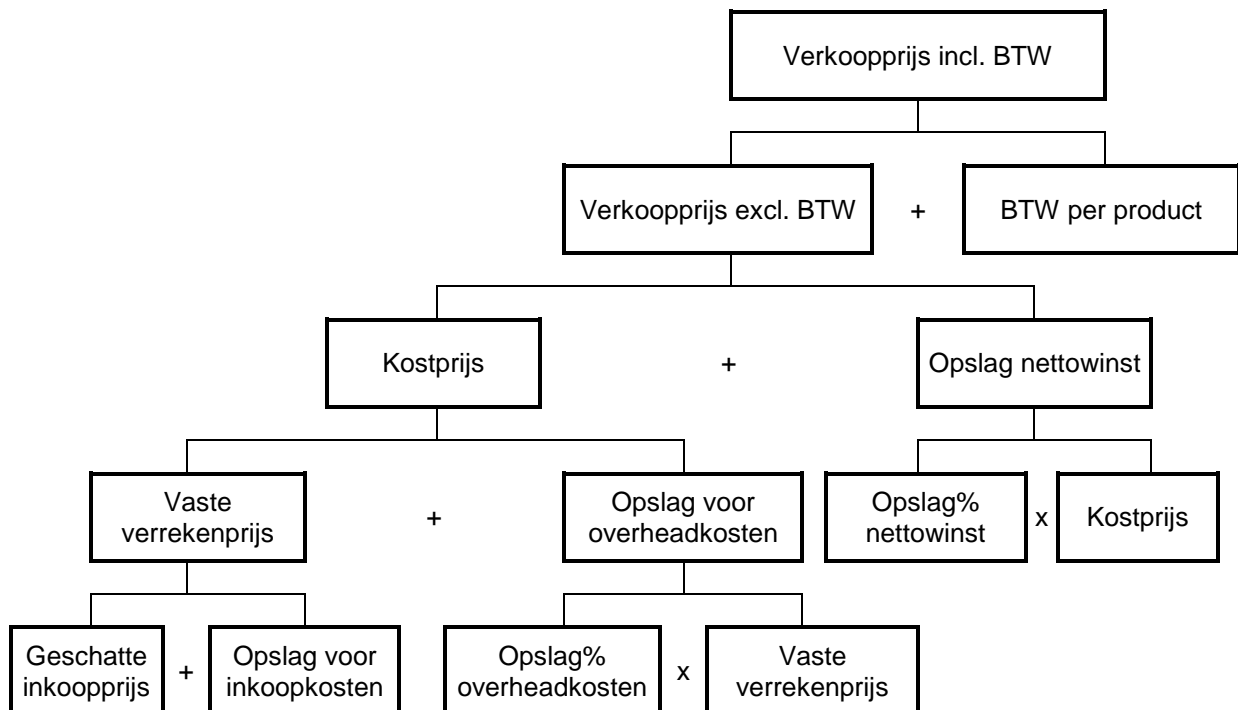 Verkoopprijs incl. BTW
Verkoopprijs excl. BTW
+
BTW per product
Kostprijs
+
Opslag nettowinst
Vaste
verrekenprijs
+
Opslag voor
overheadkosten
Opslag%
nettowinst
x
Kostprijs
Geschatte
inkoopprijs
+
Opslag voor
inkoopkosten
Opslag%
overheadkosten
x
Vaste
verrekenprijs